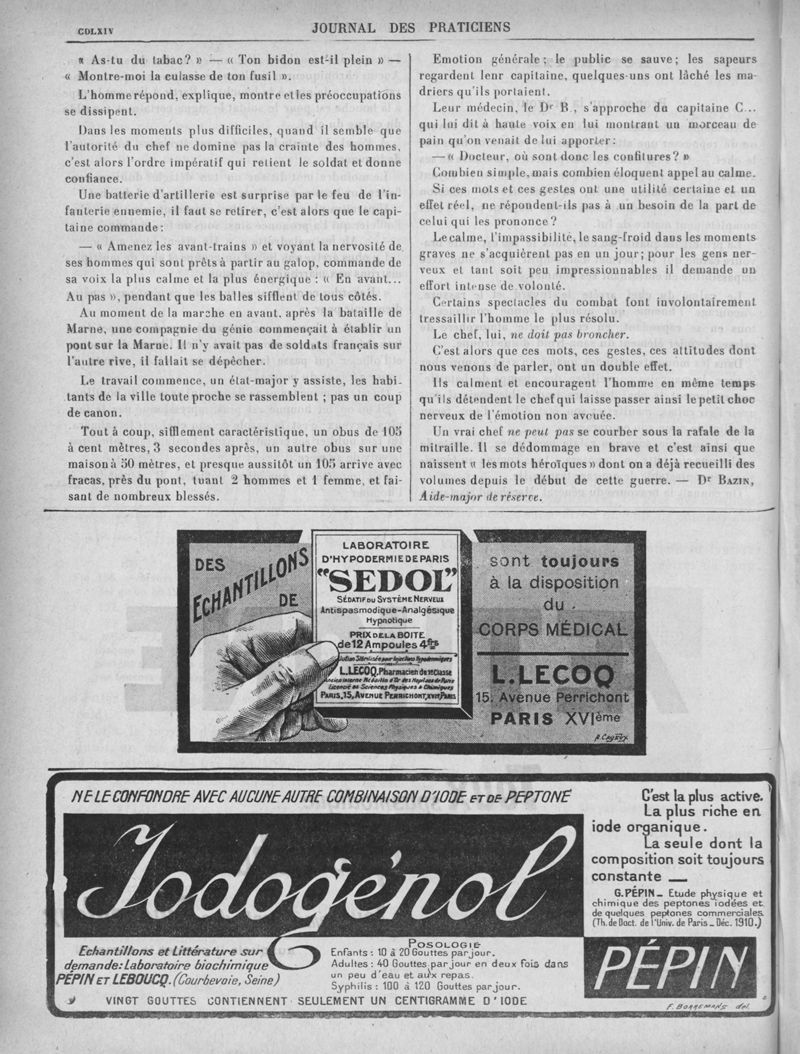 CDLXIV
JOURNAL DES PRATICIENS
« As-tu du tabac? » — « Ton bidon est-il plein » —
« Montre-moi la culasse de ton fusil ».
L'homme répond, explique, montre et les préoccupations
se dissipent.
Dans les moments plus difficiles, quand il semble que
l'autorité du chef ne domine pas la crainte des hommes,
c'est alors l'ordre impératif qui retient le soldat et donne
confiance.
Une batterie d'artillerie est surprise par le feu de l'in-
fanterie ennemie, il faut se retirer, c'est alors que le capi-
taine commande :
— « Amenez les avant-trains » et voyant la nervosité de
ses hommes qui sont prêts à partir au galop, commande de
sa voix la plus calme et la plus énergique : « En avant...
Au pas », pendant que les balles sifflent de tous côtés.
Au moment de la marche en avant, après la bataille de
Marne, une compagnie du génie commençait à établir un
pont sur la Marne. Il n'y avait pas de soldats français sur
l'autre rive, il fallait se dépêcher.
Le travail commence, un état-major y assiste, les habi-
tants de la ville toute proche se rassemblent ; pas un coup
de canon.
Tout à coup, sifflement caractéristique, un obus de 105
à cent mètres, 3 secondes après, un autre obus sur une
maison à 50 mètres, et presque aussitôt un 105 arrive avec
fracas, près du pont, tuant 2 hommes et 1 femme, et fai-
sant de nombreux blessés.
Emotion générale ; le public se sauve ; les sapeurs
regardent leur capitaine, quelques-uns ont lâché les ma-
driers qu'ils portaient.
Leur médecin, le Dr B., s'approche du capitaine C...
qui lui dit à haute voix en lui montrant un morceau de
pain qu'on venait de lui apporter :
— « Docteur, où sont donc les confitures? »
Combien simple, mais combien éloquent appel au calme.
Si ces mots et ces gestes ont une utilité certaine et un
effet réel, ne répondent-ils pas à un besoin de la part de
celui qui les prononce ?
Le calme, l'impassibilité, le sang-froid dans les moments
graves ne s'acquièrent pas en un jour; pour les gens ner-
veux et tant soit peu impressionnables il demande un
effort intense de volonté.
Certains spectacles du combat font involontairement
tressaillir l'homme le plus résolu.
Le chef, lui, ne doit pas broncher.
C'est alors que ces mots, ces gestes, ces attitudes dont
nous venons de parler, ont un double effet.
Ils calment et encouragent l'homme en même temps
qu'ils détendent le chef qui laisse passer ainsi le petit choc
nerveux de l'émotion non avouée.
Un vrai chef ne peut pas se courber sous la rafale de la
mitraille. Il se dédommage en brave et c'est ainsi que
naissent « les mots héroïques » dont on a déjà recueilli des
volumes depuis le début de cette guerre. — Dr BAZIN,
Aide-major de réserve.
DES
ECHANTILLONS
DE
LABORATOIRE
D'HYPODERMIE DE PARIS
"SEDOL"
SÉDATIF DU SYSTÈME NERVEUX
Antispasmodique-Analgésique
Hypnotique
PRIX DE LA BOITE
de 12 Ampoules 4frs
L.LECOQ, Pharmacien de 1re Classe
Licencié ès Sciences Physiques & Chimiques
PARIS_15, AVENUE PERRICHONT, XVIe, PARIS
sont toujours
à la disposition
du
CORPS MÉDICAL
L.LECOQ
15, Avenue Perrichont
PARIS XVIème
NE LE CONFONDRE AVEC AUCUNE AUTRE COMBINAISON D'IODE ET DE PEPTONE
Iodogénol
C'est la plus active.
La plus riche en
iode organique.
La seule dont la
composition soit toujours
constante —
G. PÉPIN _ Etude physique et
chimique des peptones iodées et
de quelques peptones commerciales
(Th. de Doct. de l'Univ. de Paris _ Déc. 1910.)
PÉPIN
Echantillons et Littérature sur
demande: Laboratoire biochimique
PÉPIN ET LEBOUCQ. (Courbevoie, Seine)
POSOLOGIE
Enfants : 10 à 20 Gouttes par jour.
Adultes : 40 Gouttes par jour en deux fois dans
un peu d'eau et aux repas.
Syphilis : 100 à 120 Gouttes par jour.
VINGT GOUTTES CONTIENNENT SEULEMENT UN CENTIGRAMME D'IODE